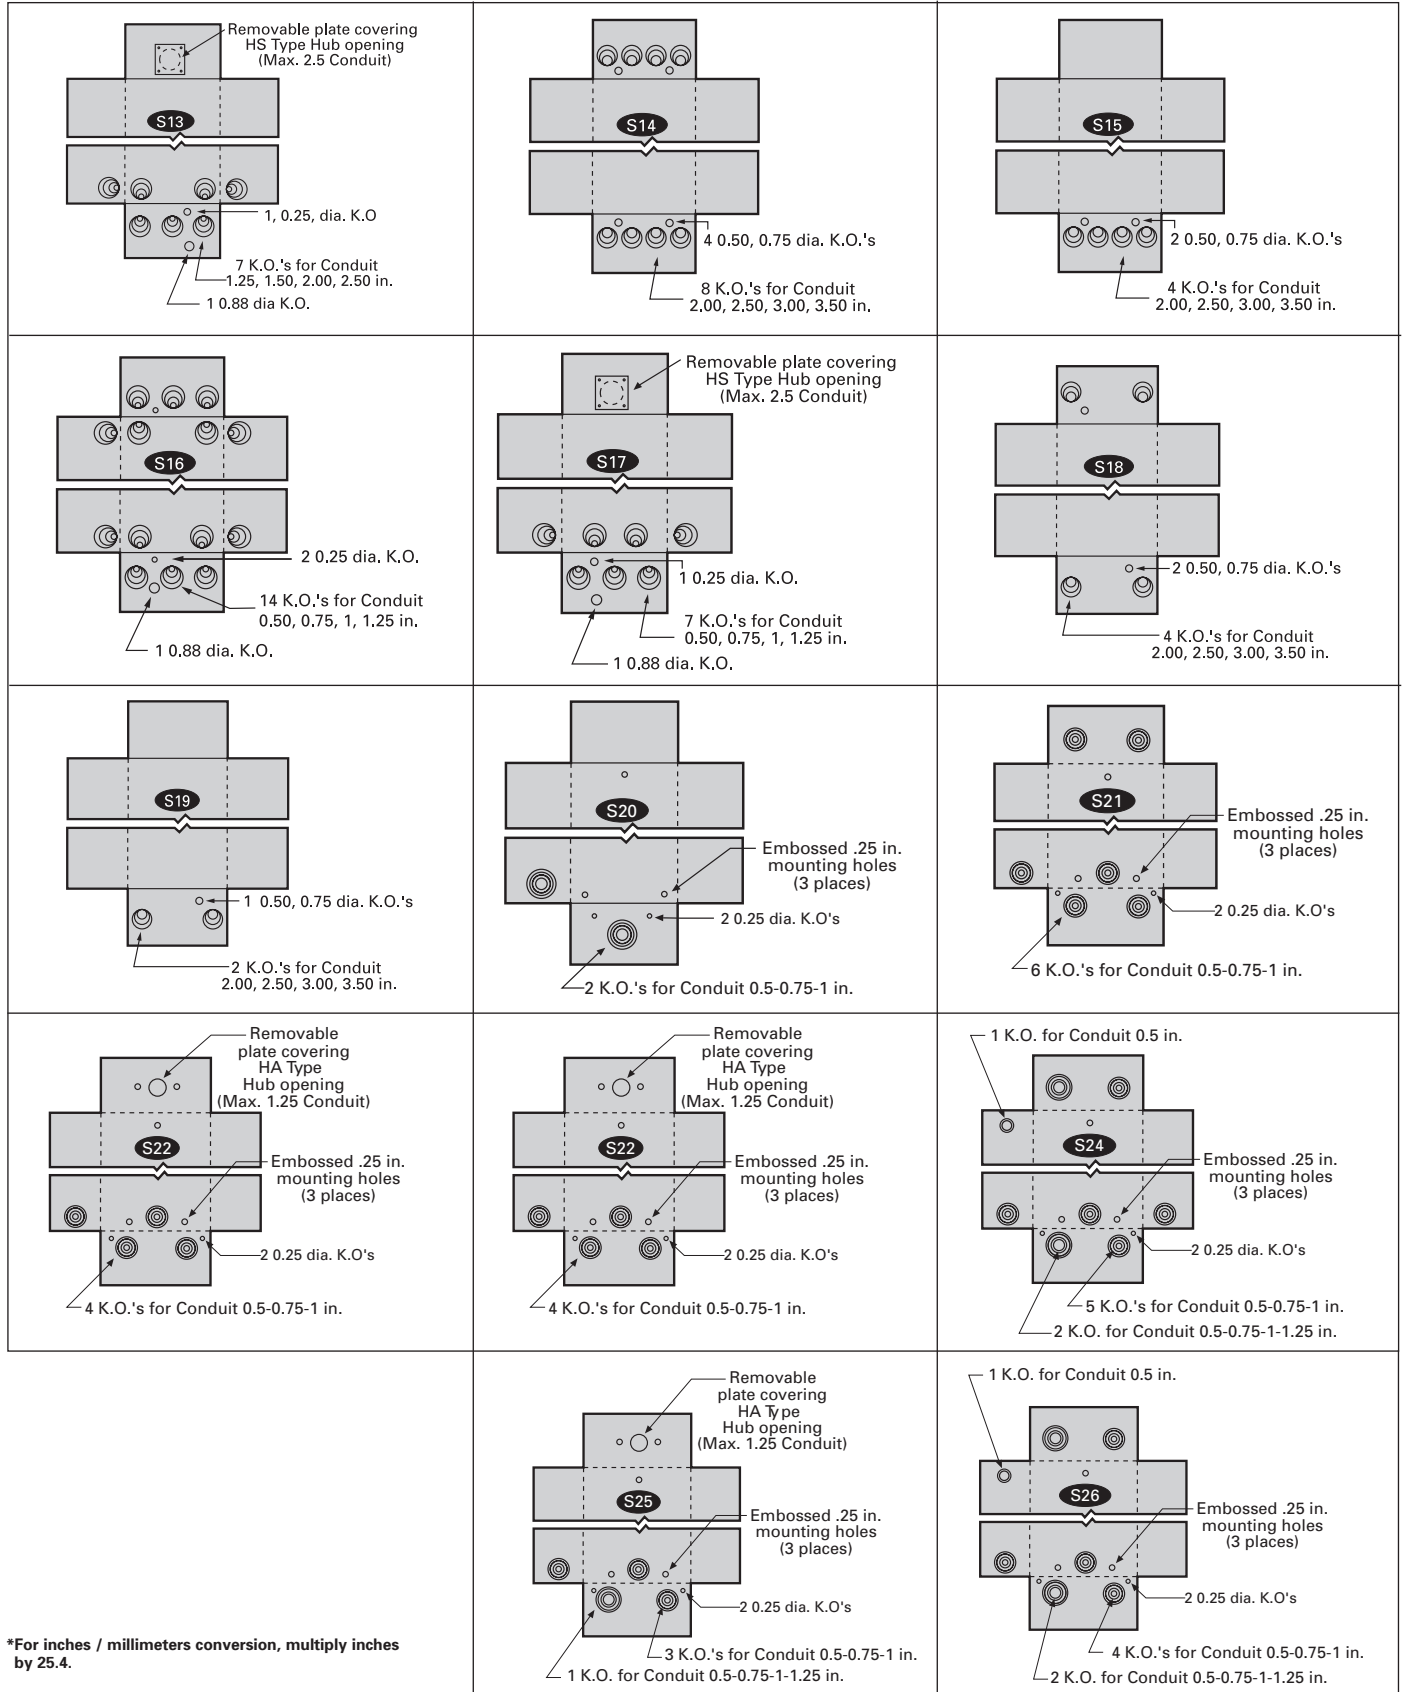 Removable plate covering
HS Type Hub opening
(Max. 2.5 Conduit)
S13
1, 0.25, dia. K.O
7 K.O.'s for Conduit
1.25, 1.50, 2.00, 2.50 in.
1 0.88 dia K.O.
S14
4 0.50, 0.75 dia. K.O.'s
8 K.O.'s for Conduit
2.00, 2.50, 3.00, 3.50 in.
S15
2 0.50, 0.75 dia. K.O.'s
4 K.O.'s for Conduit
2.00, 2.50, 3.00, 3.50 in.
S16
2 0.25 dia. K.O.
14 K.O.'s for Conduit
0.50, 0.75, 1, 1.25 in.
1 0.88 dia. K.O.
Removable plate covering
HS Type Hub opening
(Max. 2.5 Conduit)
S17
1 0.25 dia. K.O.
7 K.O.'s for Conduit
0.50, 0.75, 1, 1.25 in.
1 0.88 dia. K.O.
S18
2 0.50, 0.75 dia. K.O.'s
4 K.O.'s for Conduit
2.00, 2.50, 3.00, 3.50 in.
S19
1 0.50, 0.75 dia. K.O.'s
2 K.O.'s for Conduit
2.00, 2.50, 3.00, 3.50 in.
S20
Embossed .25 in.
mounting holes
(3 places)
2 0.25 dia. K.O's
2 K.O.'s for Conduit 0.5-0.75-1 in.
S21
Embossed .25 in.
mounting holes
(3 places)
2 0.25 dia. K.O's
6 K.O.'s for Conduit 0.5-0.75-1 in.
Removable
plate covering
HA Type
Hub opening
(Max. 1.25 Conduit)
S22
Embossed .25 in.
mounting holes
(3 places)
2 0.25 dia. K.O's
4 K.O.'s for Conduit 0.5-0.75-1 in.
Removable
plate covering
HA Type
Hub opening
(Max. 1.25 Conduit)
S22
Embossed .25 in.
mounting holes
(3 places)
2 0.25 dia. K.O's
4 K.O.'s for Conduit 0.5-0.75-1 in.
1 K.O. for Conduit 0.5 in.
S24
Embossed .25 in.
mounting holes
(3 places)
2 0.25 dia. K.O's
5 K.O.'s for Conduit 0.5-0.75-1 in.
2 K.O. for Conduit 0.5-0.75-1-1.25 in.
Removable
plate covering
HA Type
Hub opening
(Max. 1.25 Conduit)
S25
Embossed .25 in.
mounting holes
(3 places)
2 0.25 dia. K.O's
3 K.O.'s for Conduit 0.5-0.75-1 in.
1 K.O. for Conduit 0.5-0.75-1-1.25 in.
1 K.O. for Conduit 0.5 in.
S26
Embossed .25 in.
mounting holes
(3 places)
2 0.25 dia. K.O's
4 K.O.'s for Conduit 0.5-0.75-1 in.
2 K.O. for Conduit 0.5-0.75-1-1.25 in.
*For inches / millimeters conversion, multiply inches
by 25.4.